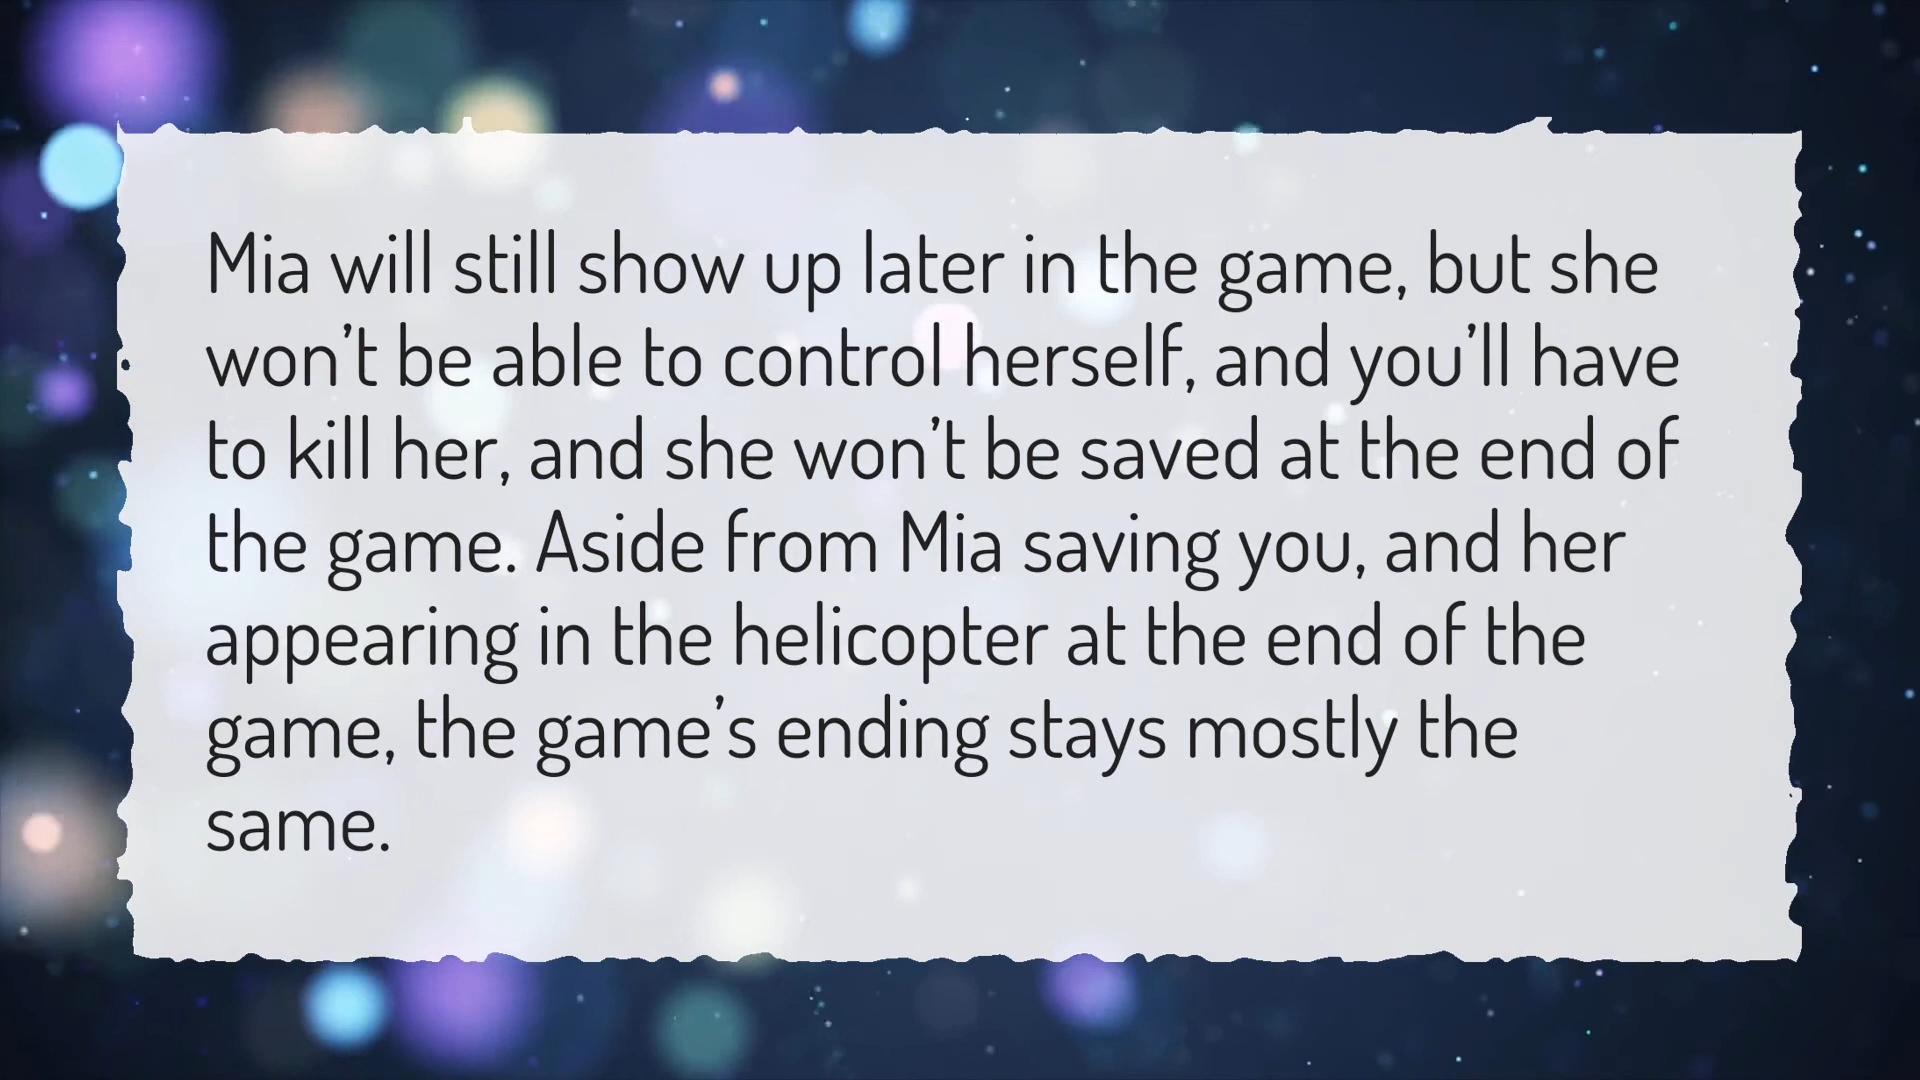 Mia will still show up later in the game, but she
won’t be able to control herself, and you’ll have
to kill her, and she won’t be saved at the end of
the game. Aside from Mia saving you, and her
appearing in the helicopter at the end of the
game, the game’s ending stays mostly the
same.